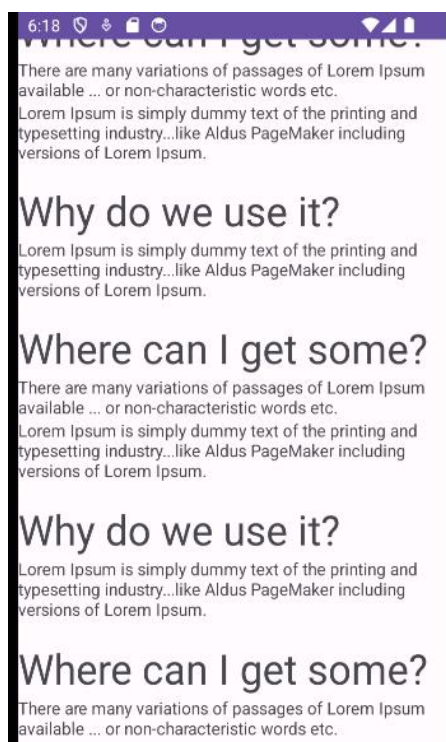 6:18
Where can I get some?
There are many variations of passages of Lorem Ipsum
available ... or non-characteristic words etc.
Lorem Ipsum is simply dummy text of the printing and
typesetting industry...like Aldus PageMaker including
versions of Lorem Ipsum.
Why do we use it?
Lorem Ipsum is simply dummy text of the printing and
typesetting industry...like Aldus PageMaker including
versions of Lorem Ipsum.
Where can I get some?
There are many variations of passages of Lorem Ipsum
available ... or non-characteristic words etc.
Lorem Ipsum is simply dummy text of the printing and
typesetting industry...like Aldus PageMaker including
versions of Lorem Ipsum.
Why do we use it?
Lorem Ipsum is simply dummy text of the printing and
typesetting industry...like Aldus PageMaker including
versions of Lorem Ipsum.
Where can I get some?
There are many variations of passages of Lorem Ipsum
available ... or non-characteristic words etc.